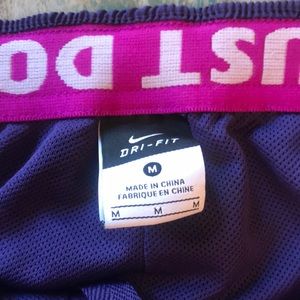 UST DO
DRI-FIT
M
MADE IN CHINA
FABRIQUE EN CHINE
M M M